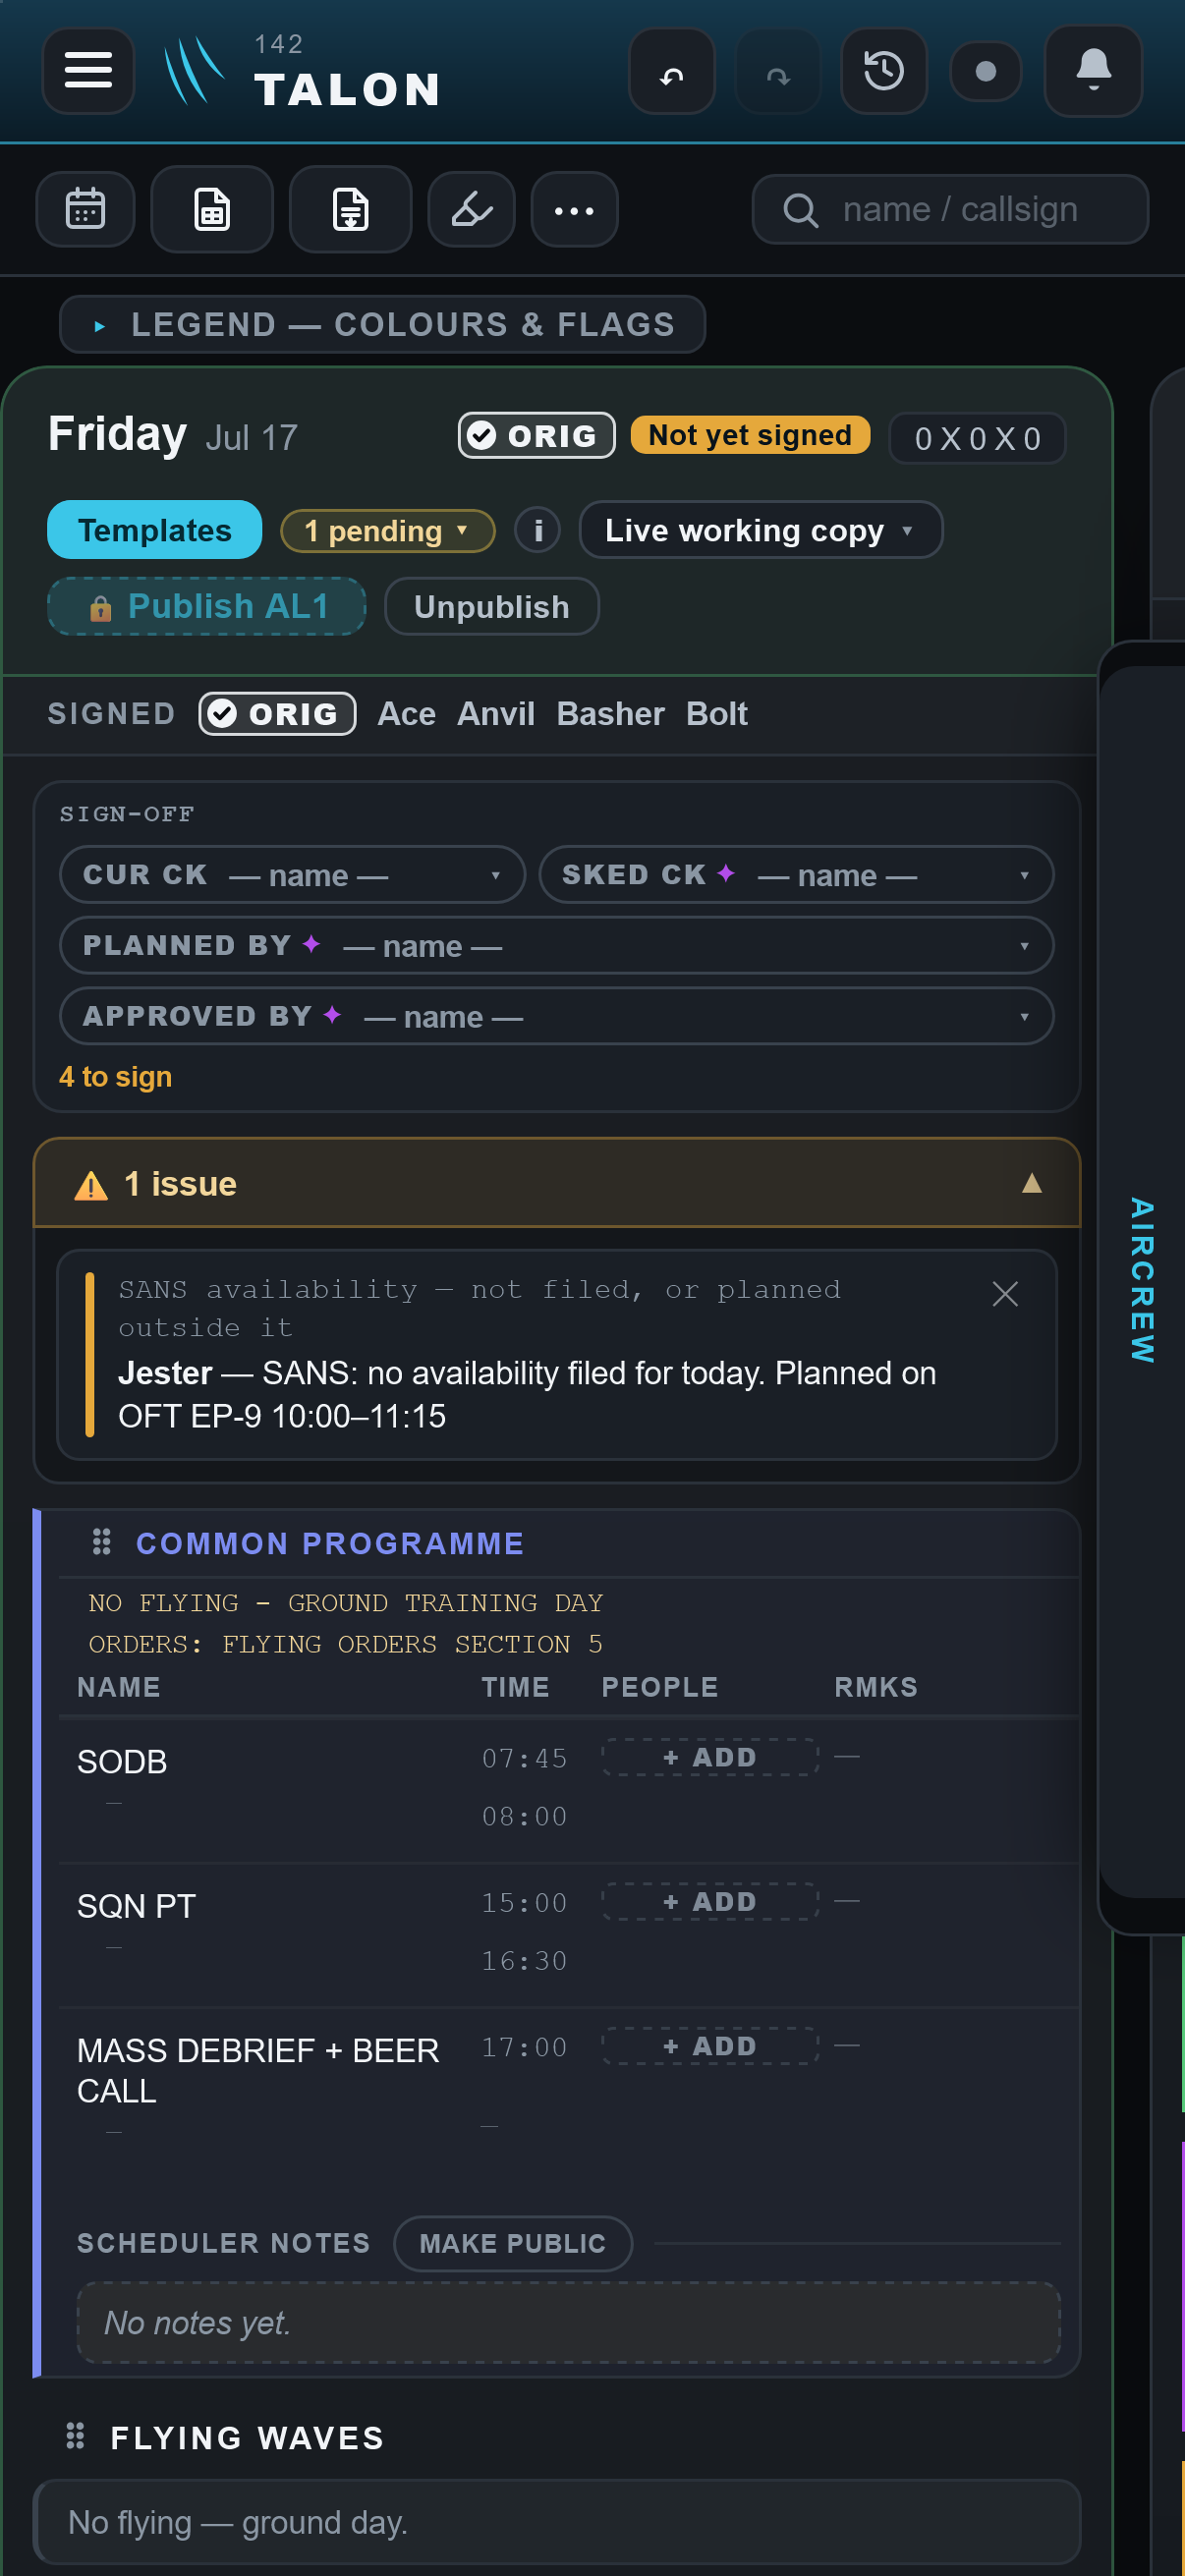 142
TALON
name / callsign
LEGEND — COLOURS & FLAGS
Friday Jul 17 ORIG Not yet signed 0 X 0 X 0
Templates 1 pending i Live working copy
Publish AL1 Unpublish
SIGNED ORIG Ace Anvil Basher Bolt
SIGN-OFF
CUR CK — name — SKED CK — name —
PLANNED BY — name —
APPROVED BY — name —
4 to sign
1 issue
SANS availability — not filed, or planned
outside it
Jester — SANS: no availability filed for today. Planned on
OFT EP-9 10:00–11:15
AIRCREW
COMMON PROGRAMME
NO FLYING - GROUND TRAINING DAY
ORDERS: FLYING ORDERS SECTION 5
NAME TIME PEOPLE RMKS
SODB 07:45 + ADD —
— 08:00
SQN PT 15:00 + ADD —
— 16:30
MASS DEBRIEF + BEER 17:00 + ADD —
CALL
— —
SCHEDULER NOTES MAKE PUBLIC
No notes yet.
FLYING WAVES
No flying — ground day.